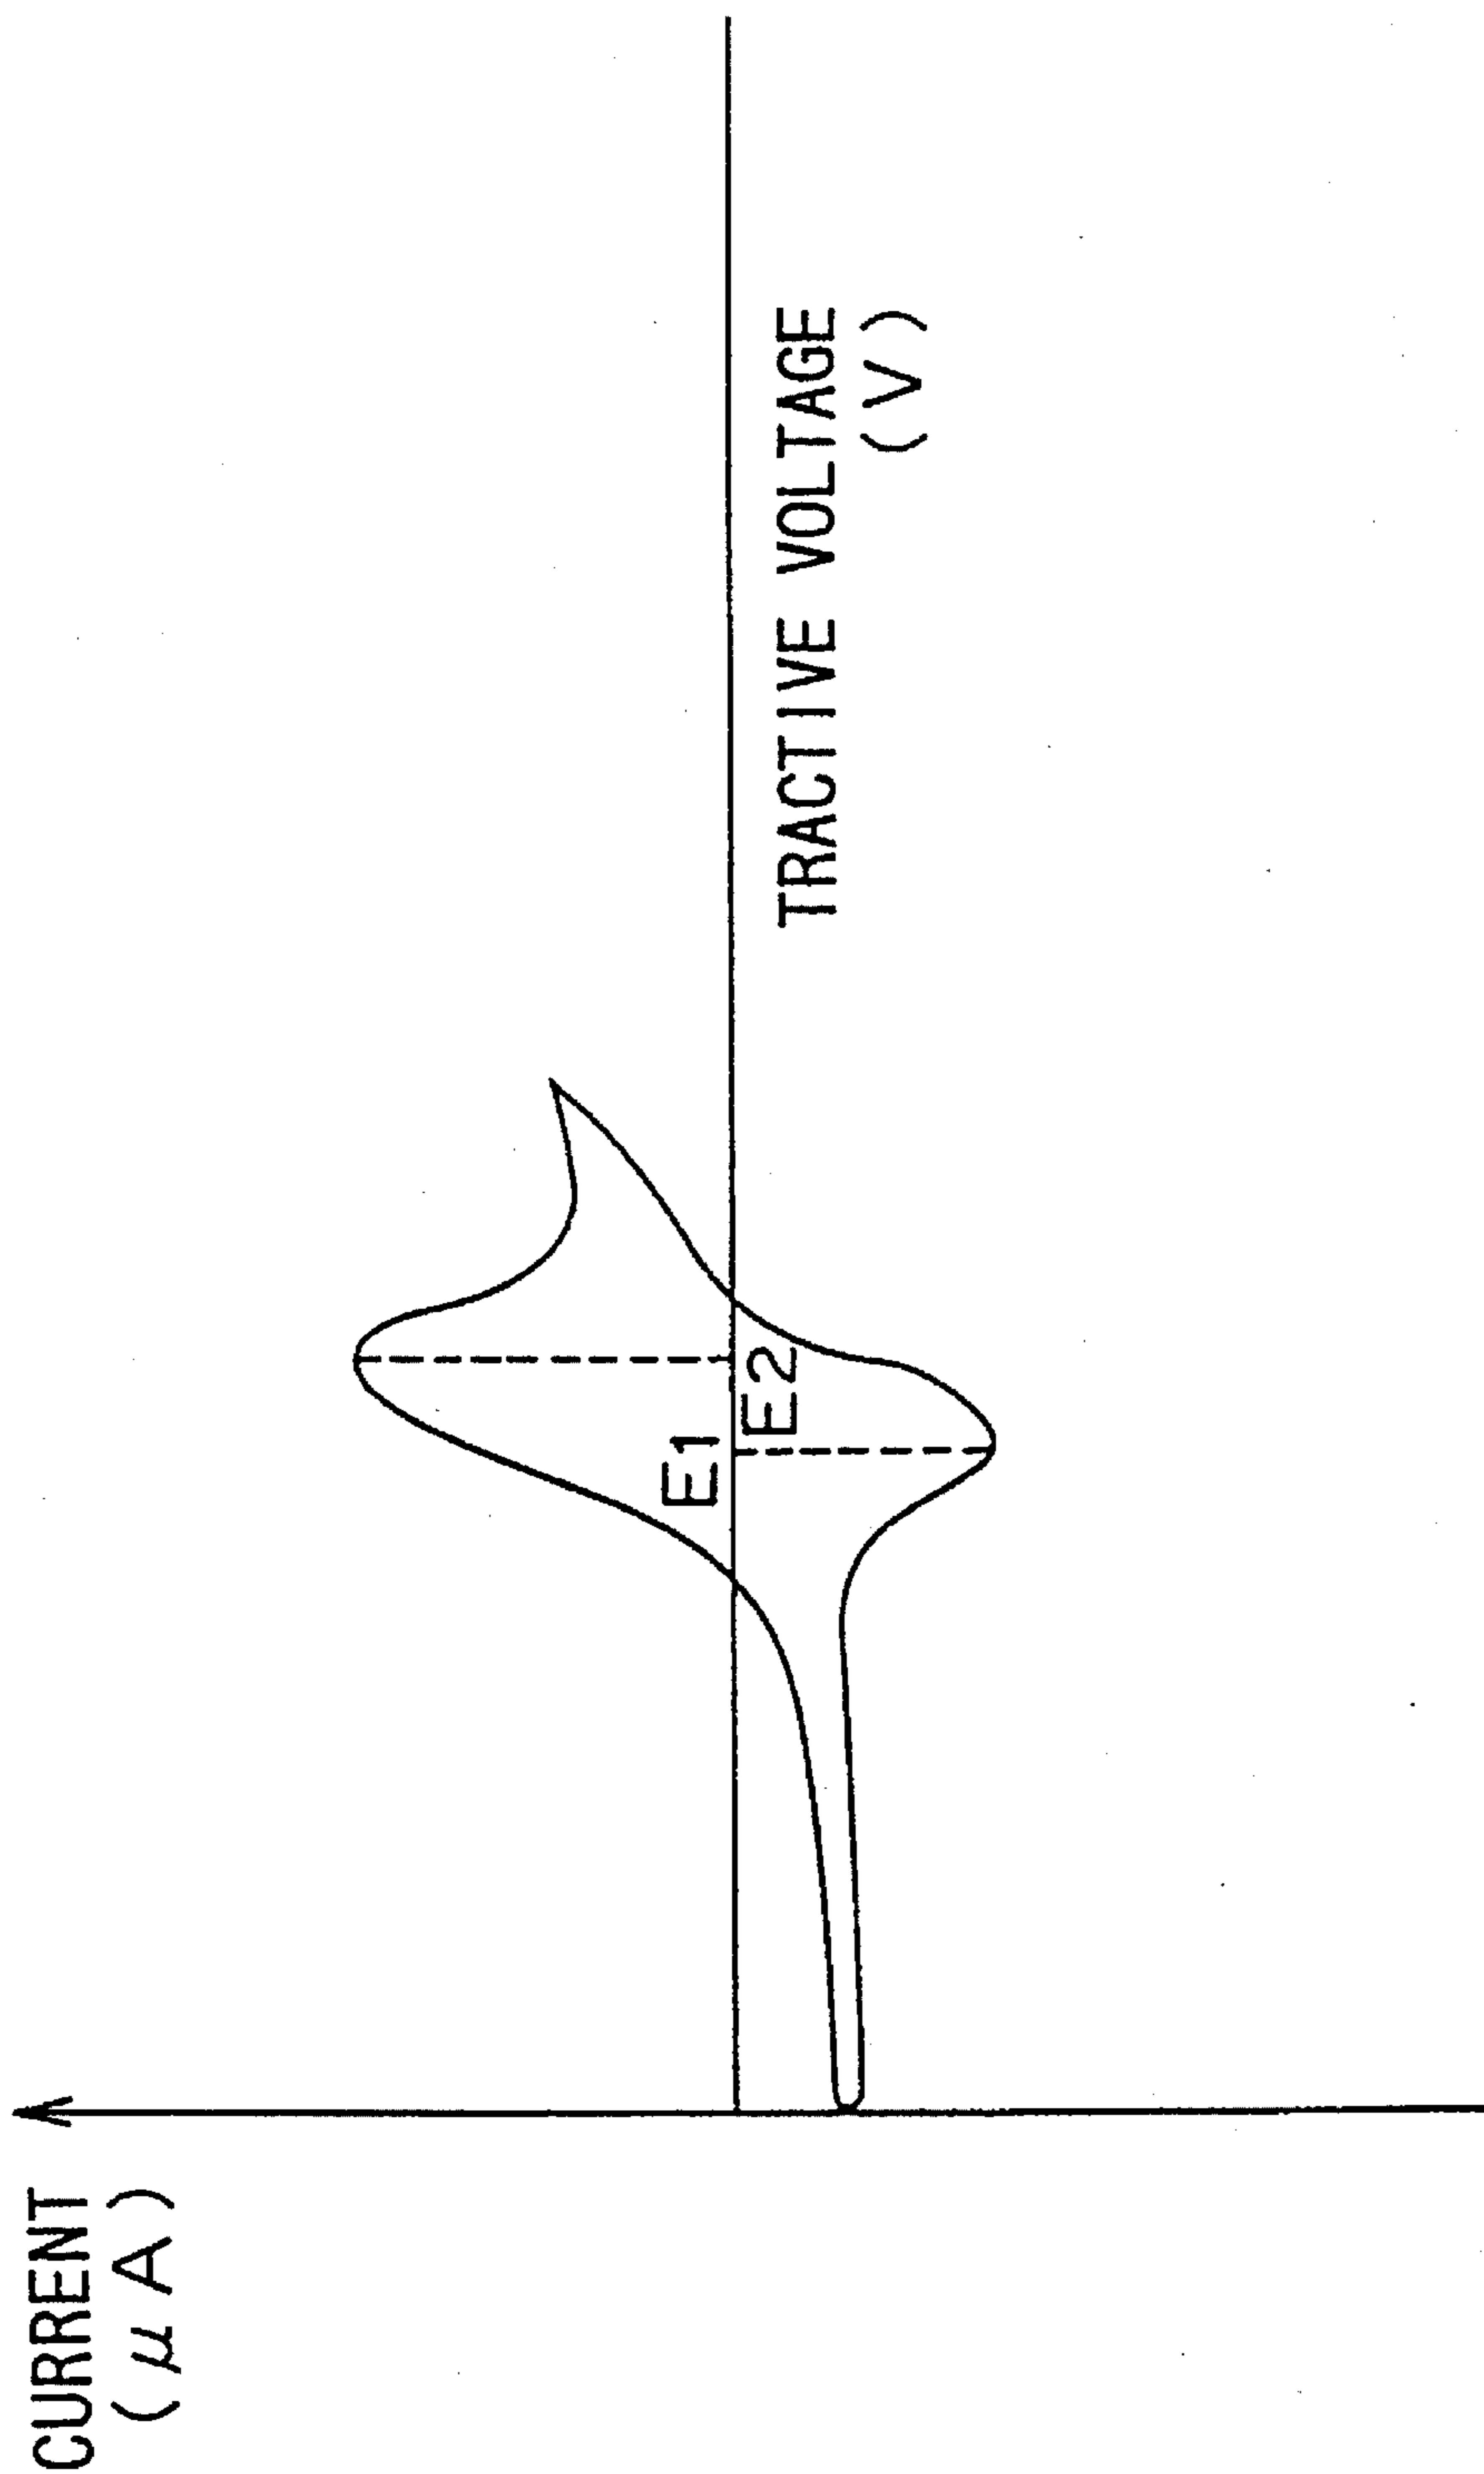 CURRENT
(μA)
E1
E2
TRACTIVE VOLTAGE
(V)